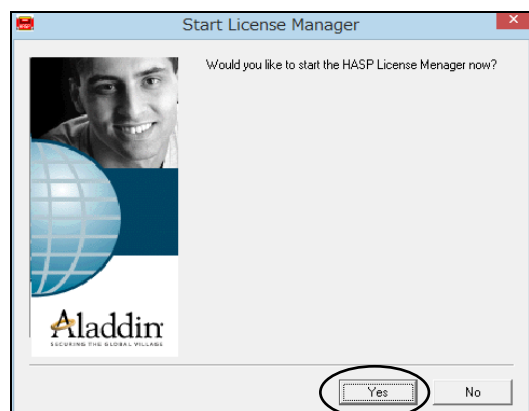 Start License Manager
Would you like to start the HASP License Menager now?
Aladdin
SECURING THE GLOBAL VILLAGE
Yes
No